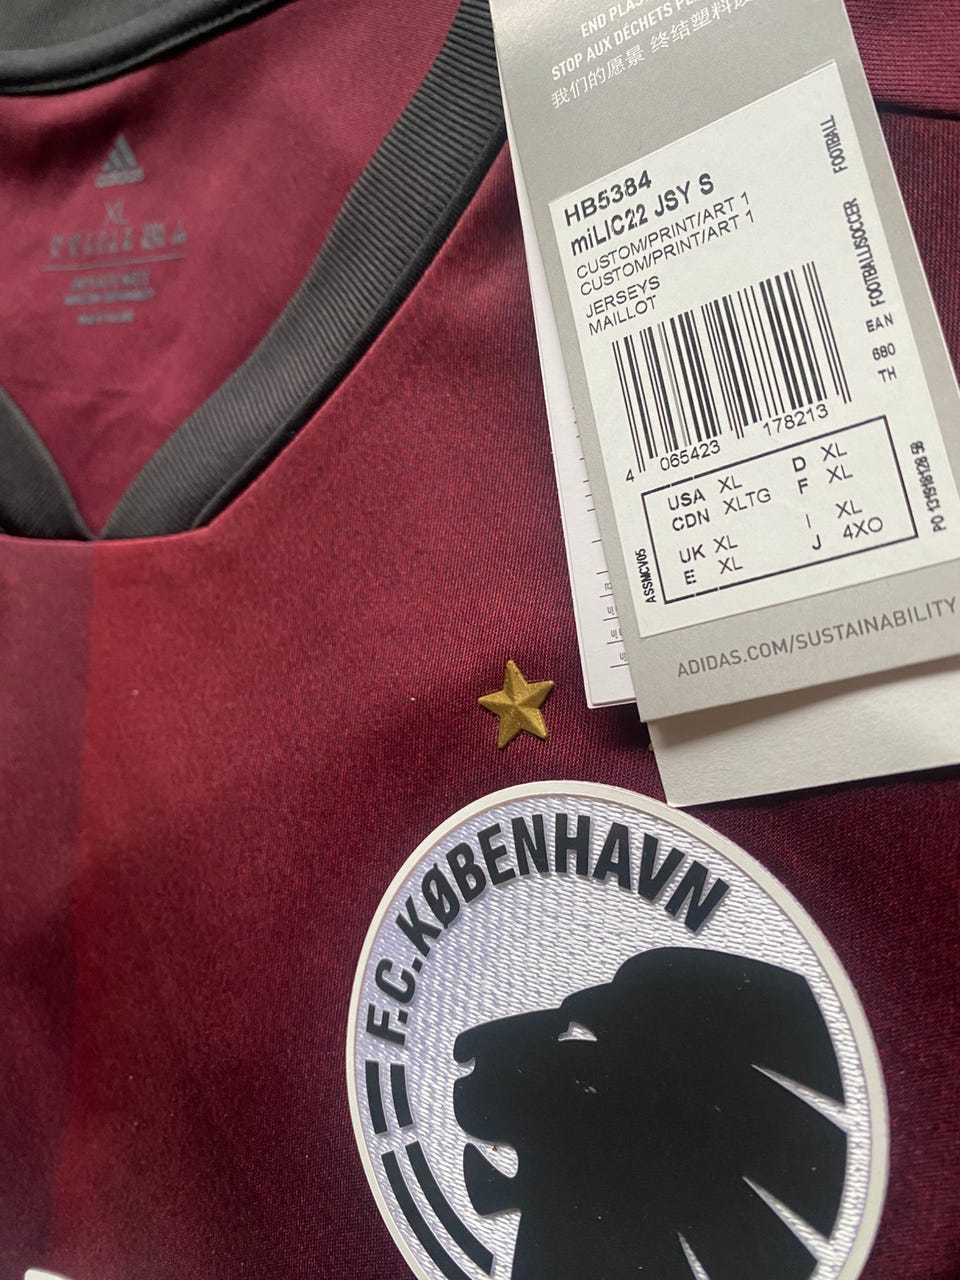 END
STOP AUX DÉCHETS
我们的愿景 终结塑料
HB5384
miLIC22 JSY S
CUSTOM/PRINT/ART 1
CUSTOM/PRINT/ART 1
JERSEYS
MAILLOT
FOOTBALL
FOOTBALL/SOCCER
EAN
680
TH
4 065423 178213
USA XL D XL
CDN XLTG F XL
UK XL I XL
E XL J 4XO
ASSMCV05
ADIDAS.COM/SUSTAINABILITY
adidas
XL
F.C.KØBENHAVN